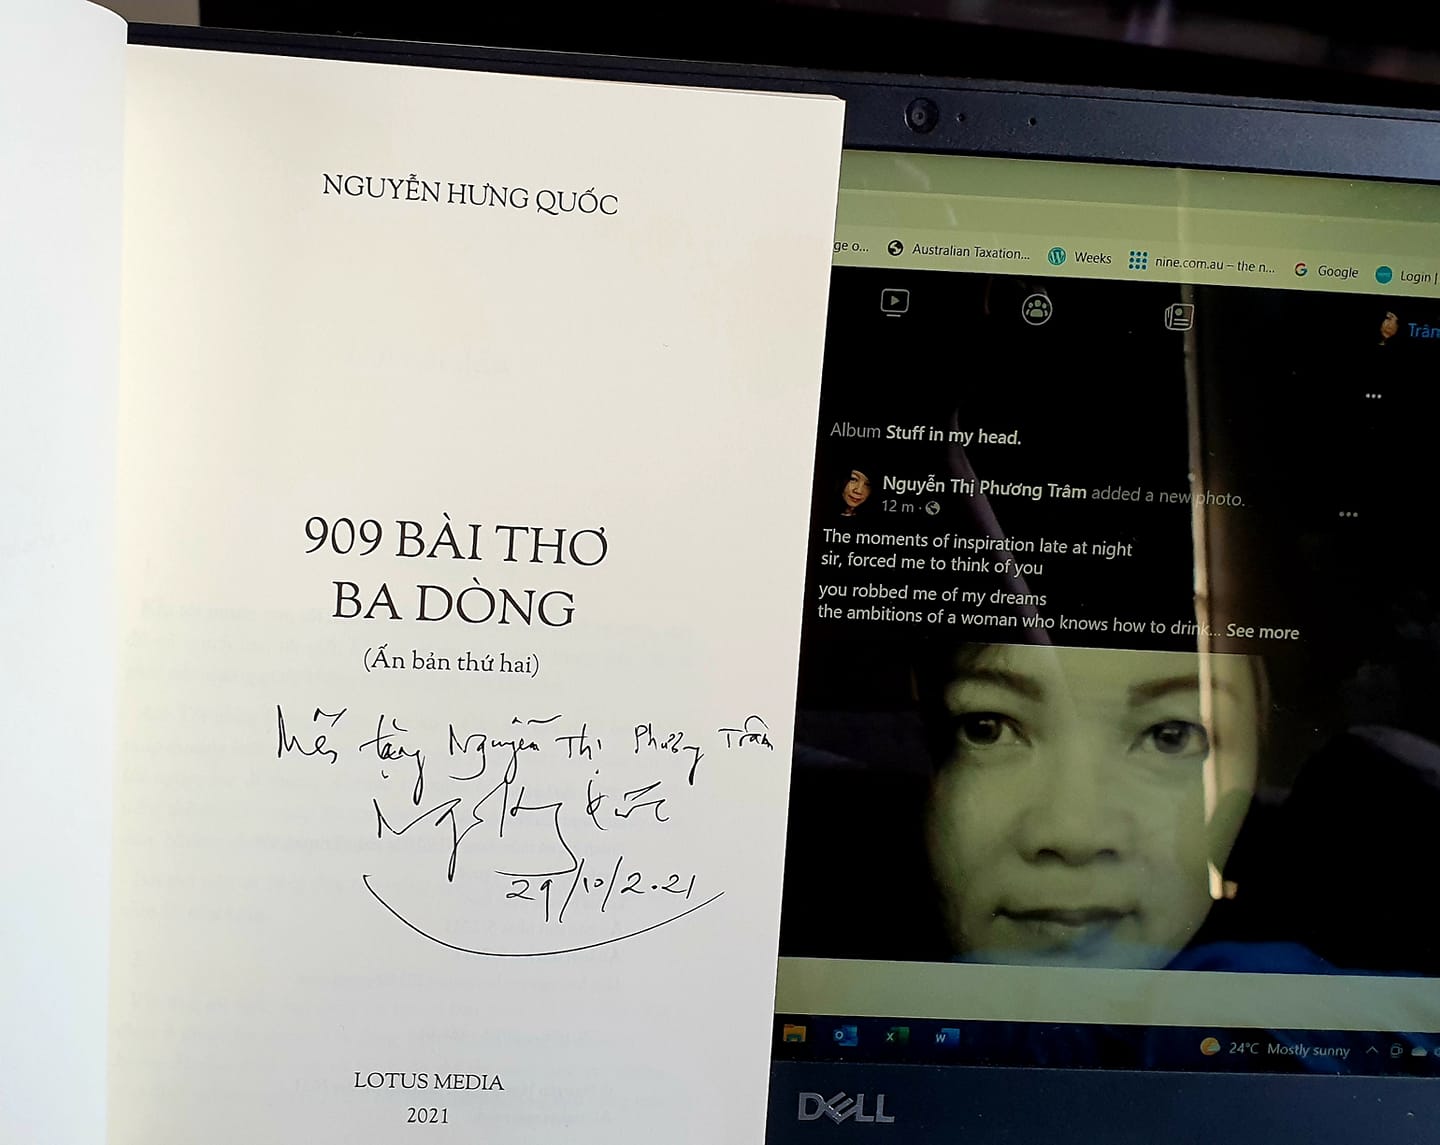 NGUYỄN HƯNG QUỐC
909 BÀI THƠ
BA DÒNG
(Ấn bản thứ hai)
Mến tặng Nguyễn Thị Phương Trâm
29/10/2021
LOTUS MEDIA
2021
ge o... Australian Taxation... Weeks nine.com.au – the n... Google Login |
Trâm
Album Stuff in my head.
Nguyễn Thị Phương Trâm added a new photo.
12 m ·
The moments of inspiration late at night
sir, forced me to think of you
you robbed me of my dreams
the ambitions of a woman who knows how to drink... See more
24°C Mostly sunny
DELL